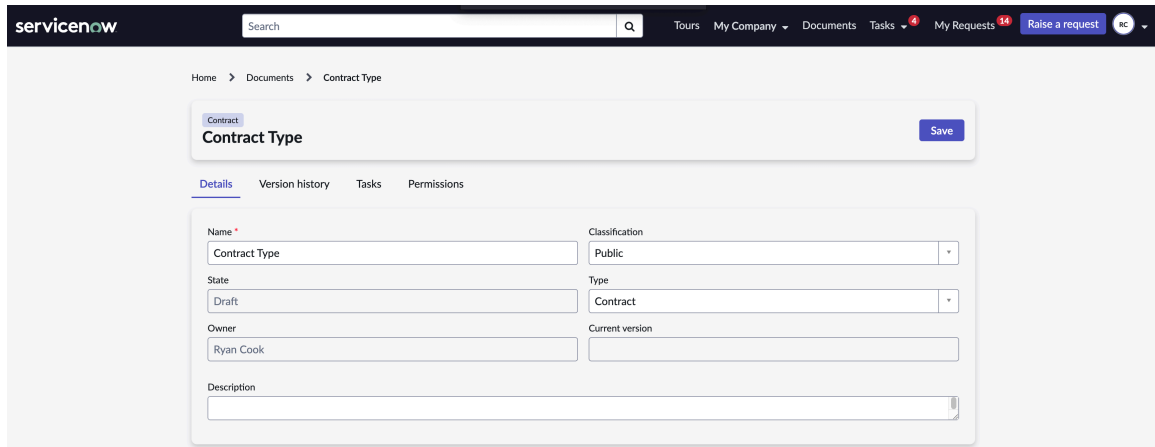 servicenow
Search
Tours My Company Documents Tasks 4 My Requests 14 Raise a request RC
Home > Documents > Contract Type
Contract
Contract Type
Save
Details Version history Tasks Permissions
Name * Classification
Contract Type Public
State Type
Draft Contract
Owner Current version
Ryan Cook
Description